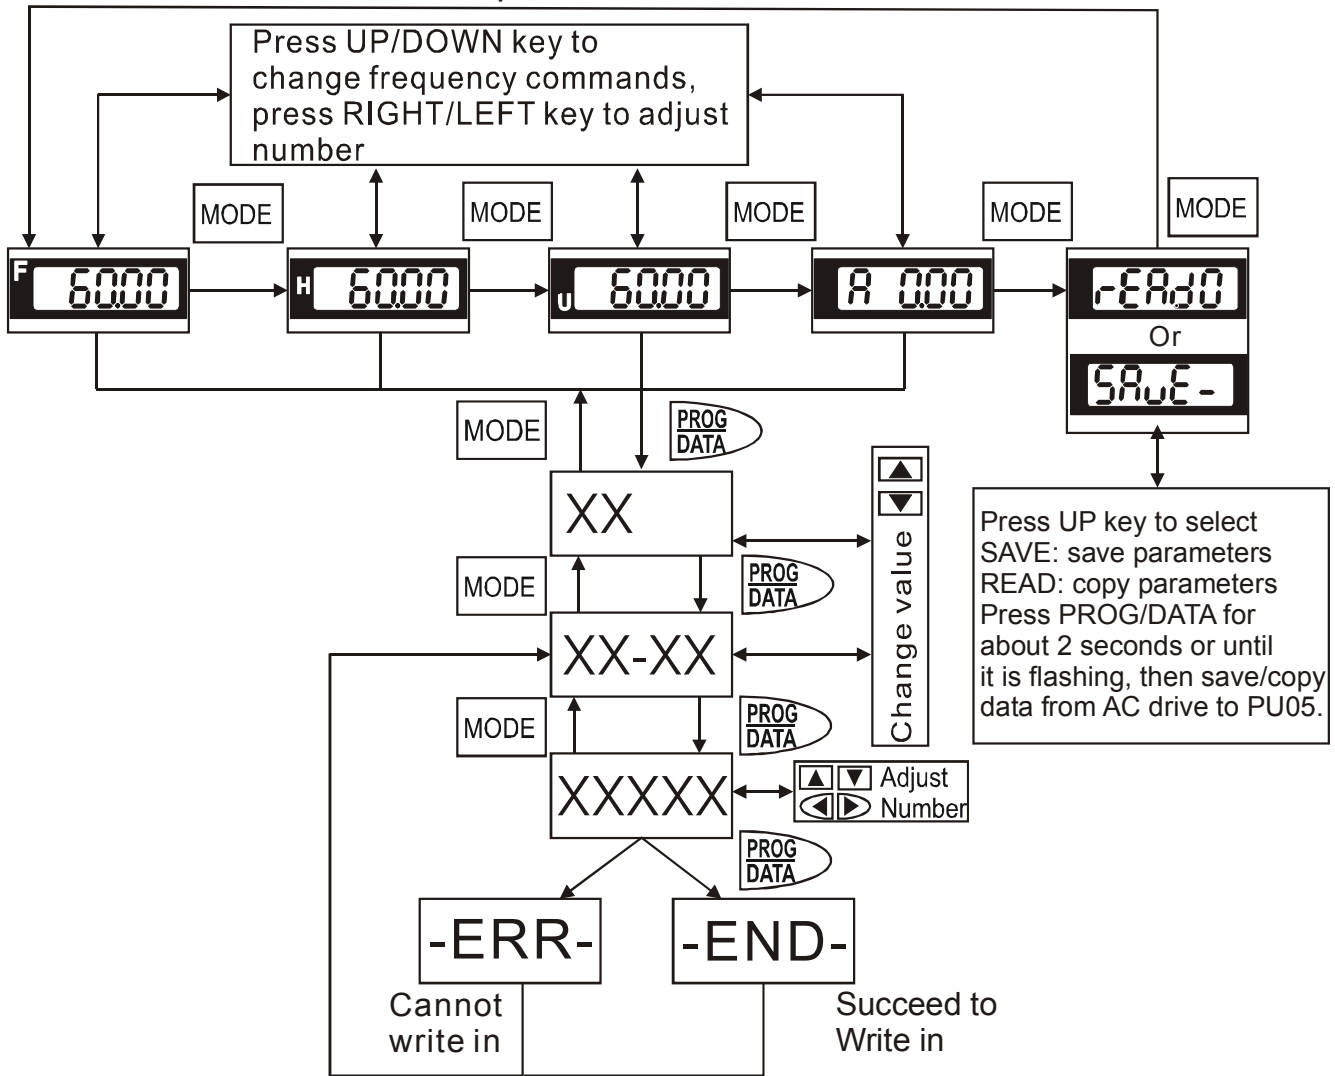 Press UP/DOWN key to
change frequency commands,
press RIGHT/LEFT key to adjust
number
MODE
MODE
MODE
MODE
MODE
F 60.00
H 60.00
U 60.00
A 0.00
rEAd0
Or
SAvE-
MODE
PROG
DATA
XX
MODE
PROG
DATA
XX-XX
MODE
PROG
DATA
XXXXX
Change value
Adjust
Number
PROG
DATA
Press UP key to select
SAVE: save parameters
READ: copy parameters
Press PROG/DATA for
about 2 seconds or until
it is flashing, then save/copy
data from AC drive to PU05.
-ERR-
-END-
Cannot
write in
Succeed to
Write in